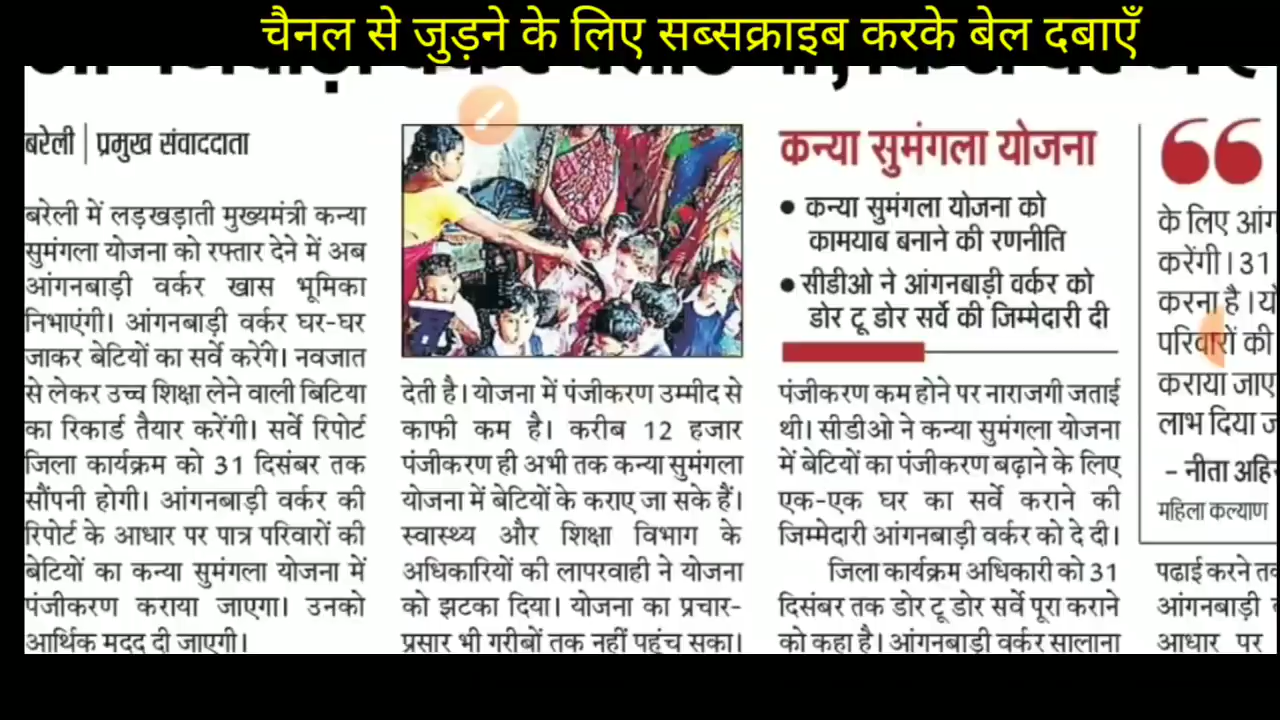 चैनल से जुड़ने के लिए सब्सक्राइब करके बेल दबाएँ
बरेली | प्रमुख संवाददाता
बरेली में लड़खड़ाती मुख्यमंत्री कन्या
सुमंगला योजना को रफ्तार देने में अब
आंगनबाड़ी वर्कर खास भूमिका
निभाएंगी। आंगनबाड़ी वर्कर घर-घर
जाकर बेटियों का सर्वे करेंगे। नवजात
से लेकर उच्च शिक्षा लेने वाली बिटिया
का रिकार्ड तैयार करेंगी। सर्वे रिपोर्ट
जिला कार्यक्रम को 31 दिसंबर तक
सौंपनी होगी। आंगनबाड़ी वर्कर की
रिपोर्ट के आधार पर पात्र परिवारों की
बेटियों का कन्या सुमंगला योजना में
पंजीकरण कराया जाएगा। उनको
आर्थिक मदद दी जाएगी।
देती है। योजना में पंजीकरण उम्मीद से
काफी कम है। करीब 12 हजार
पंजीकरण ही अभी तक कन्या सुमंगला
योजना में बेटियों के कराए जा सके हैं।
स्वास्थ्य और शिक्षा विभाग के
अधिकारियों की लापरवाही ने योजना
को झटका दिया। योजना का प्रचार-
प्रसार भी गरीबों तक नहीं पहुंच सका।
कन्या सुमंगला योजना
● कन्या सुमंगला योजना को
कामयाब बनाने की रणनीति
● सीडीओ ने आंगनबाड़ी वर्कर को
डोर टू डोर सर्वे की जिम्मेदारी दी
पंजीकरण कम होने पर नाराजगी जताई
थी। सीडीओ ने कन्या सुमंगला योजना
में बेटियों का पंजीकरण बढ़ाने के लिए
एक-एक घर का सर्वे कराने की
जिम्मेदारी आंगनबाड़ी वर्कर को दे दी।
जिला कार्यक्रम अधिकारी को 31
दिसंबर तक डोर टू डोर सर्वे पूरा कराने
को कहा है। आंगनबाड़ी वर्कर सालाना
“
के लिए
करेंगी। 31
करना है।
परिवारों की
कराया
लाभ दिया
– नीता
महिला कल्याण
पढाई करने
आंगनबाड़ी
आधार पर